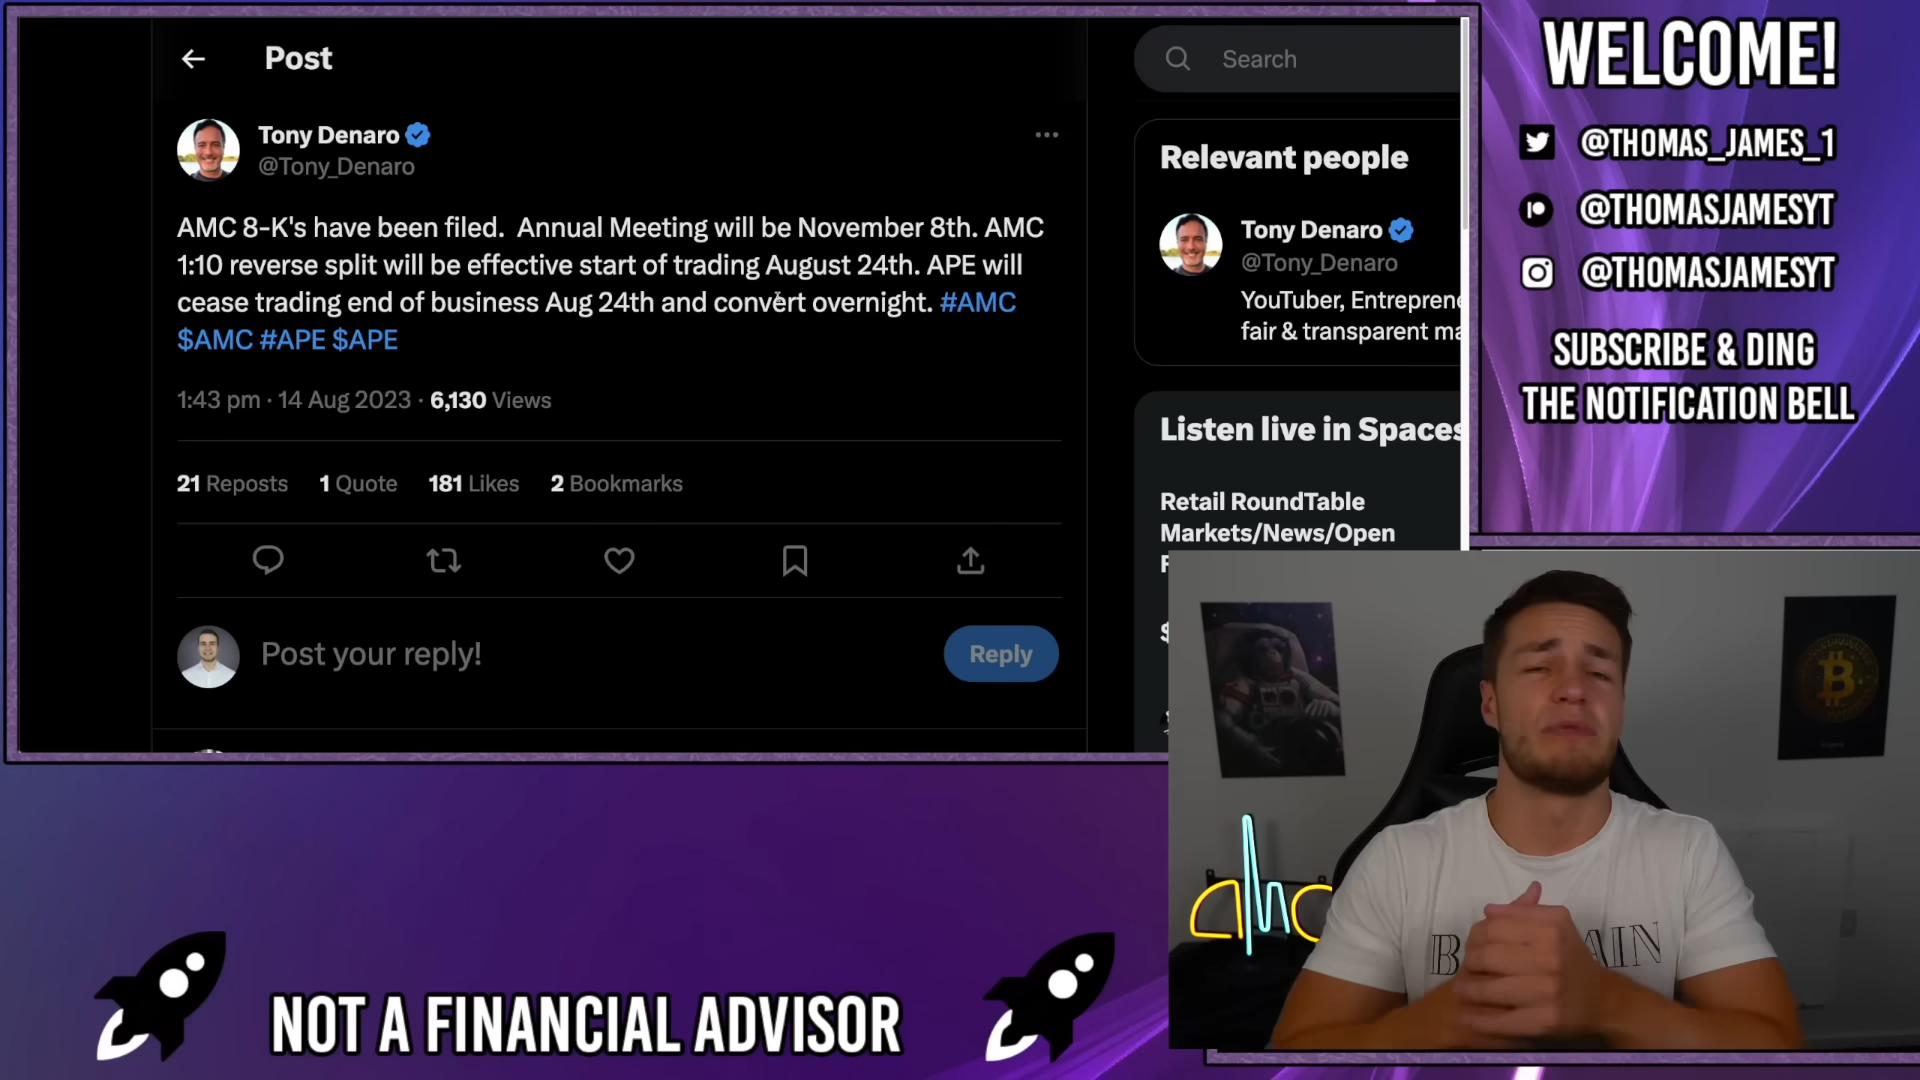 Post
Tony Denaro
@Tony_Denaro
AMC 8-K's have been filed. Annual Meeting will be November 8th. AMC
1:10 reverse split will be effective start of trading August 24th. APE will
cease trading end of business Aug 24th and convert overnight. #AMC
$AMC #APE $APE
1:43 pm · 14 Aug 2023 · 6,130 Views
21 Reposts 1 Quote 181 Likes 2 Bookmarks
Post your reply!
Reply
Search
Relevant people
Tony Denaro
@Tony_Denaro
YouTuber, Entreprene
fair & transparent ma
Listen live in Spaces
Retail RoundTable
Markets/News/Open
WELCOME!
@THOMAS_JAMES_1
@THOMASJAMESYT
@THOMASJAMESYT
SUBSCRIBE & DING
THE NOTIFICATION BELL
amc
NOT A FINANCIAL ADVISOR